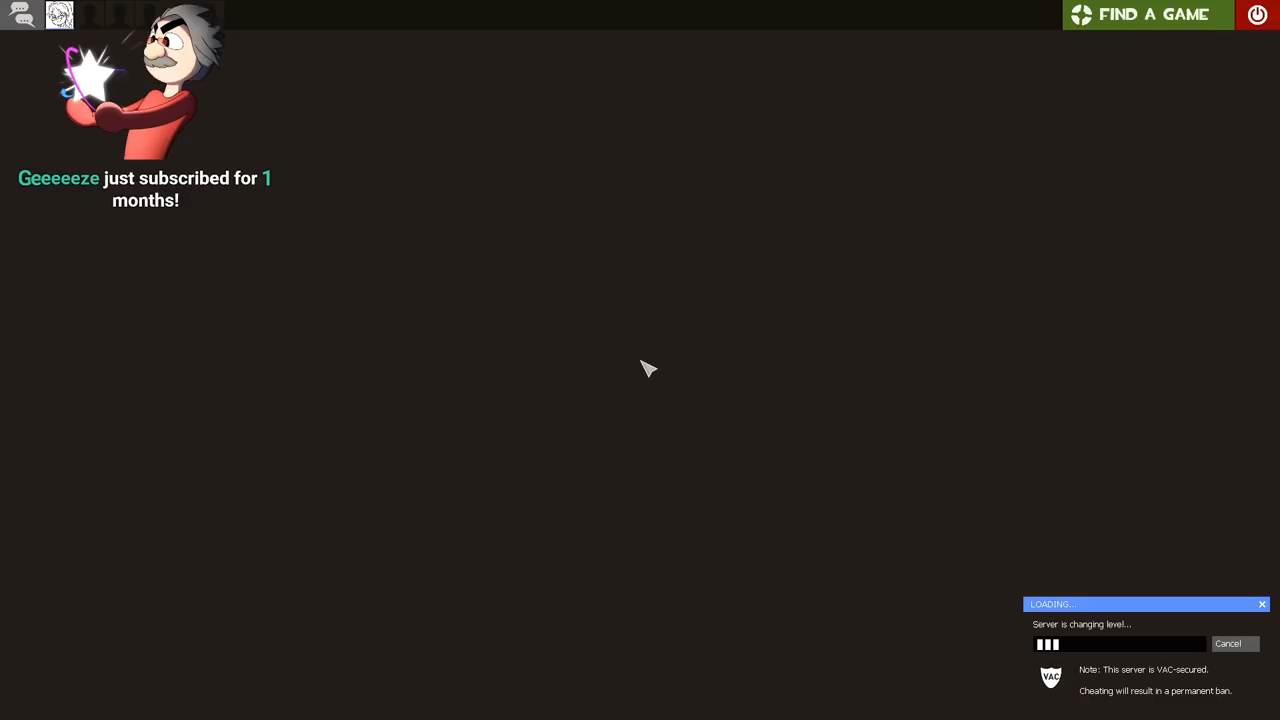 FIND A GAME
Geeeeeze just subscribed for 1
months!
LOADING...
Server is changing level...
Cancel
VAC
Note: This server is VAC-secured.
Cheating will result in a permanent ban.